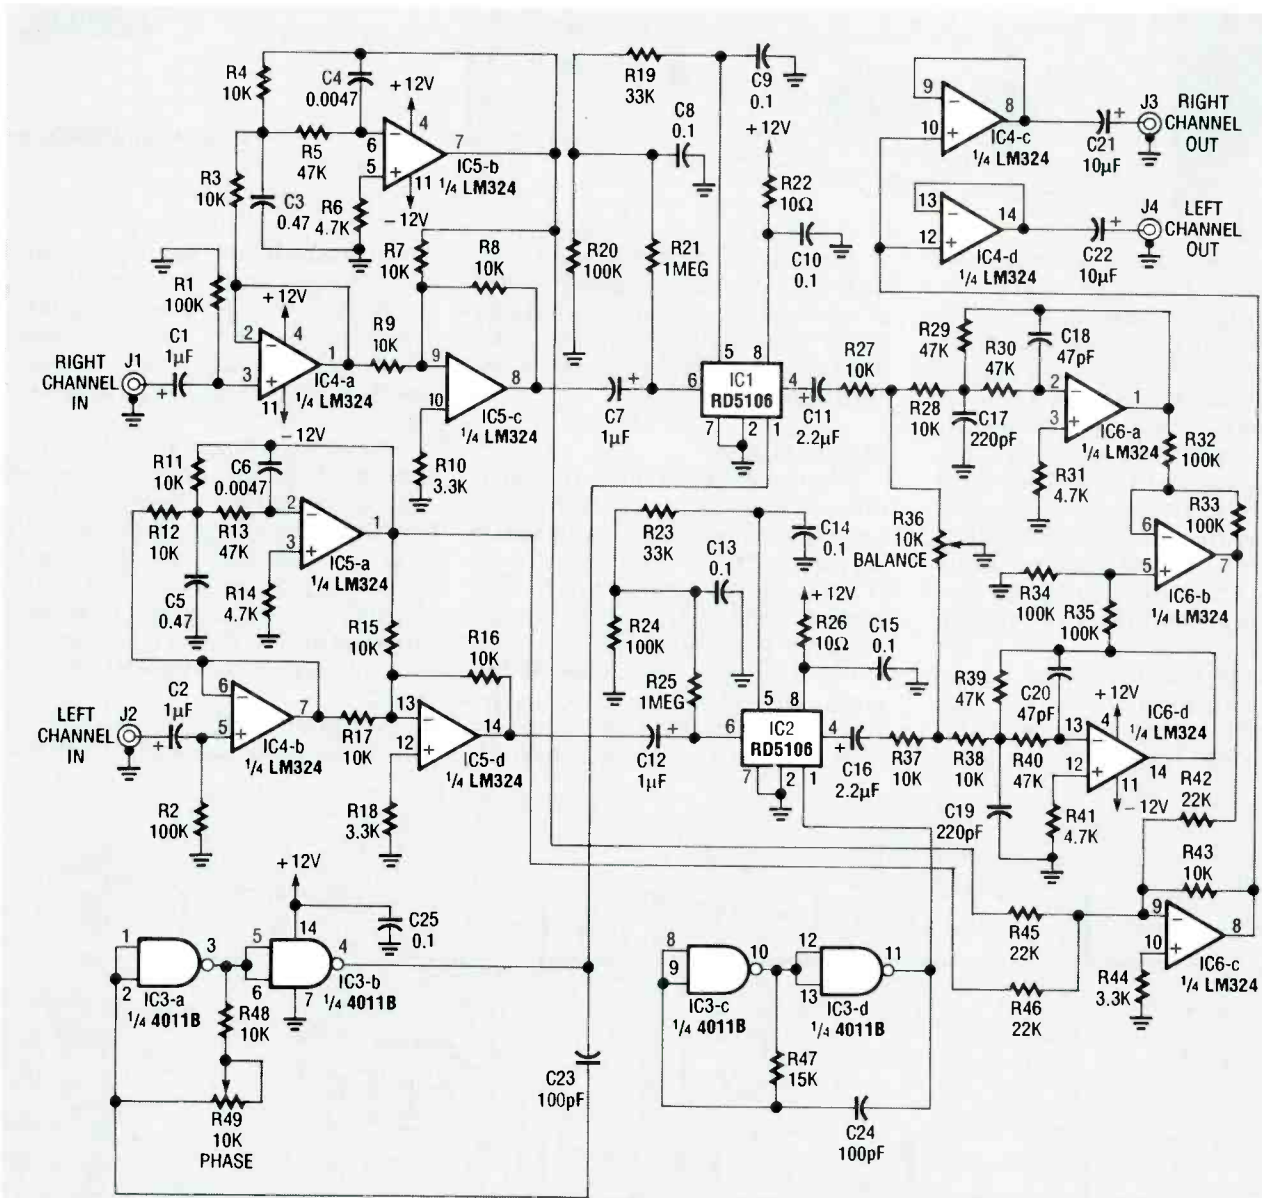 R4
10K
C4
0.0047
+12V
4
6
7
5
11
IC5-b
¼ LM324
-12V
R5
47K
R3
10K
C3
0.47
R6
4.7K
R7
10K
R8
10K
R1
100K
+12V
4
2
3
1
11
IC4-a
¼ LM324
-12V
C1
1µF
+
RIGHT
CHANNEL
IN
J1
R9
10K
9
10
8
IC5-c
¼ LM324
R10
3.3K
R19
33K
C9
0.1
C8
0.1
+12V
R22
10Ω
C10
0.1
R20
100K
R21
1MEG
C7
1µF
+
5
8
6
IC1
RD5106
4
7
2
1
+
C11
2.2µF
R27
10K
R28
10K
R29
47K
C18
47pF
R30
47K
C17
220pF
2
3
1
IC6-a
¼ LM324
R31
4.7K
R32
100K
R33
100K
6
5
7
IC6-b
¼ LM324
R34
100K
R35
100K
9
10
8
IC4-c
¼ LM324
C21
10µF
+
J3
RIGHT
CHANNEL
OUT
13
12
14
IC4-d
¼ LM324
C22
10µF
+
J4
LEFT
CHANNEL
OUT
R36
10K
BALANCE
R11
10K
C6
0.0047
R12
10K
R13
47K
2
3
1
IC5-a
¼ LM324
C5
0.47
R14
4.7K
R15
10K
R16
10K
LEFT
CHANNEL
IN
J2
C2
1µF
+
6
5
7
IC4-b
¼ LM324
R2
100K
R17
10K
13
12
14
IC5-d
¼ LM324
R18
3.3K
R23
33K
C14
0.1
C13
0.1
+12V
R26
10Ω
C15
0.1
R24
100K
R25
1MEG
C12
1µF
+
5
8
6
IC2
RD5106
4
7
2
1
+
C16
2.2µF
R37
10K
R38
10K
R39
47K
C20
47pF
R40
47K
C19
220pF
+12V
4
13
12
14
11
IC6-d
¼ LM324
-12V
R41
4.7K
R42
22K
R43
10K
9
10
8
IC6-c
¼ LM324
R44
3.3K
R45
22K
R46
22K
+12V
14
C25
0.1
1
2
3
IC3-a
¼ 4011B
5
6
4
7
IC3-b
¼ 4011B
R48
10K
R49
10K
PHASE
C23
100pF
8
9
10
IC3-c
¼ 4011B
12
13
11
IC3-d
¼ 4011B
R47
15K
C24
100pF